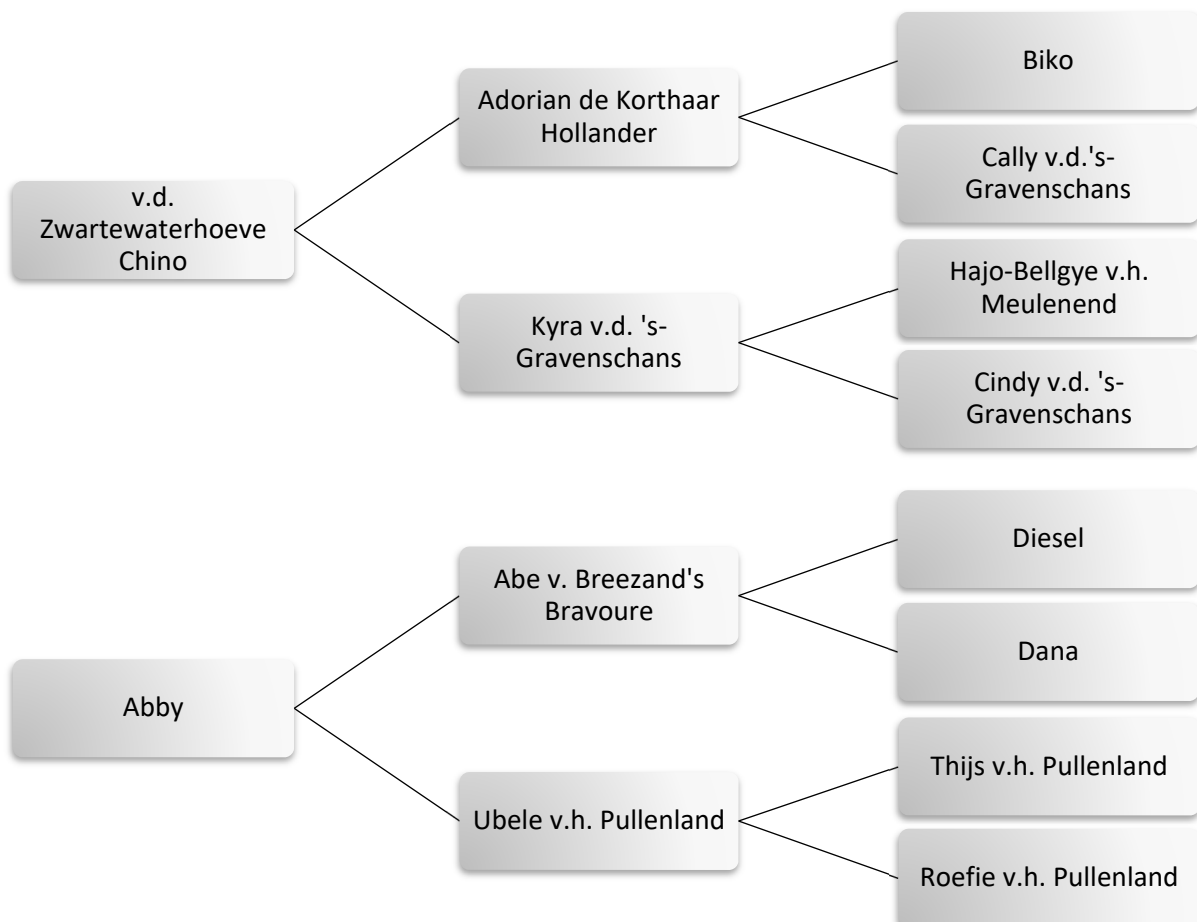 Biko
Adorian de Korthaar
Hollander
Cally v.d.'s-
Gravenschans
v.d.
Zwartewaterhoeve
Chino
Hajo-Bellgye v.h.
Meulenend
Kyra v.d. 's-
Gravenschans
Cindy v.d. 's-
Gravenschans
Diesel
Abe v. Breezand's
Bravoure
Dana
Abby
Thijs v.h. Pullenland
Ubele v.h. Pullenland
Roefie v.h. Pullenland